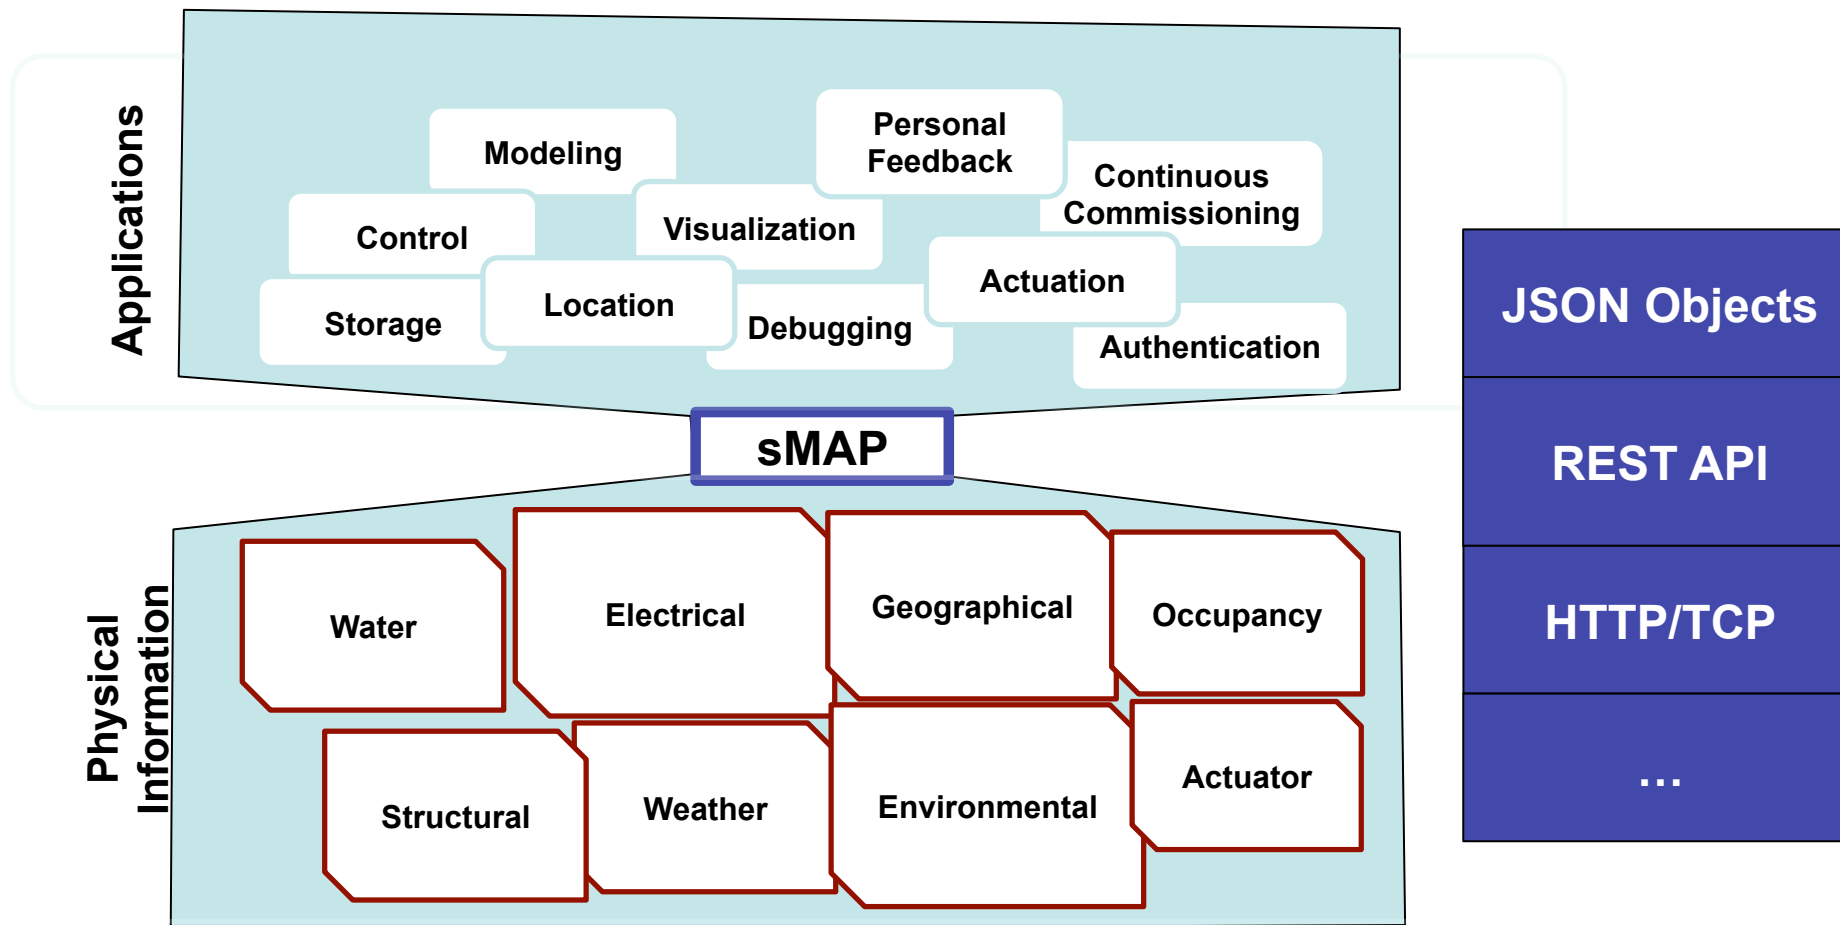 Applications
Modeling
Personal
Feedback
Continuous
Commissioning
Control
Visualization
Actuation
Storage
Location
Debugging
Authentication
sMAP
Physical
Information
Water
Electrical
Geographical
Occupancy
Structural
Weather
Environmental
Actuator
JSON Objects
REST API
HTTP/TCP
…